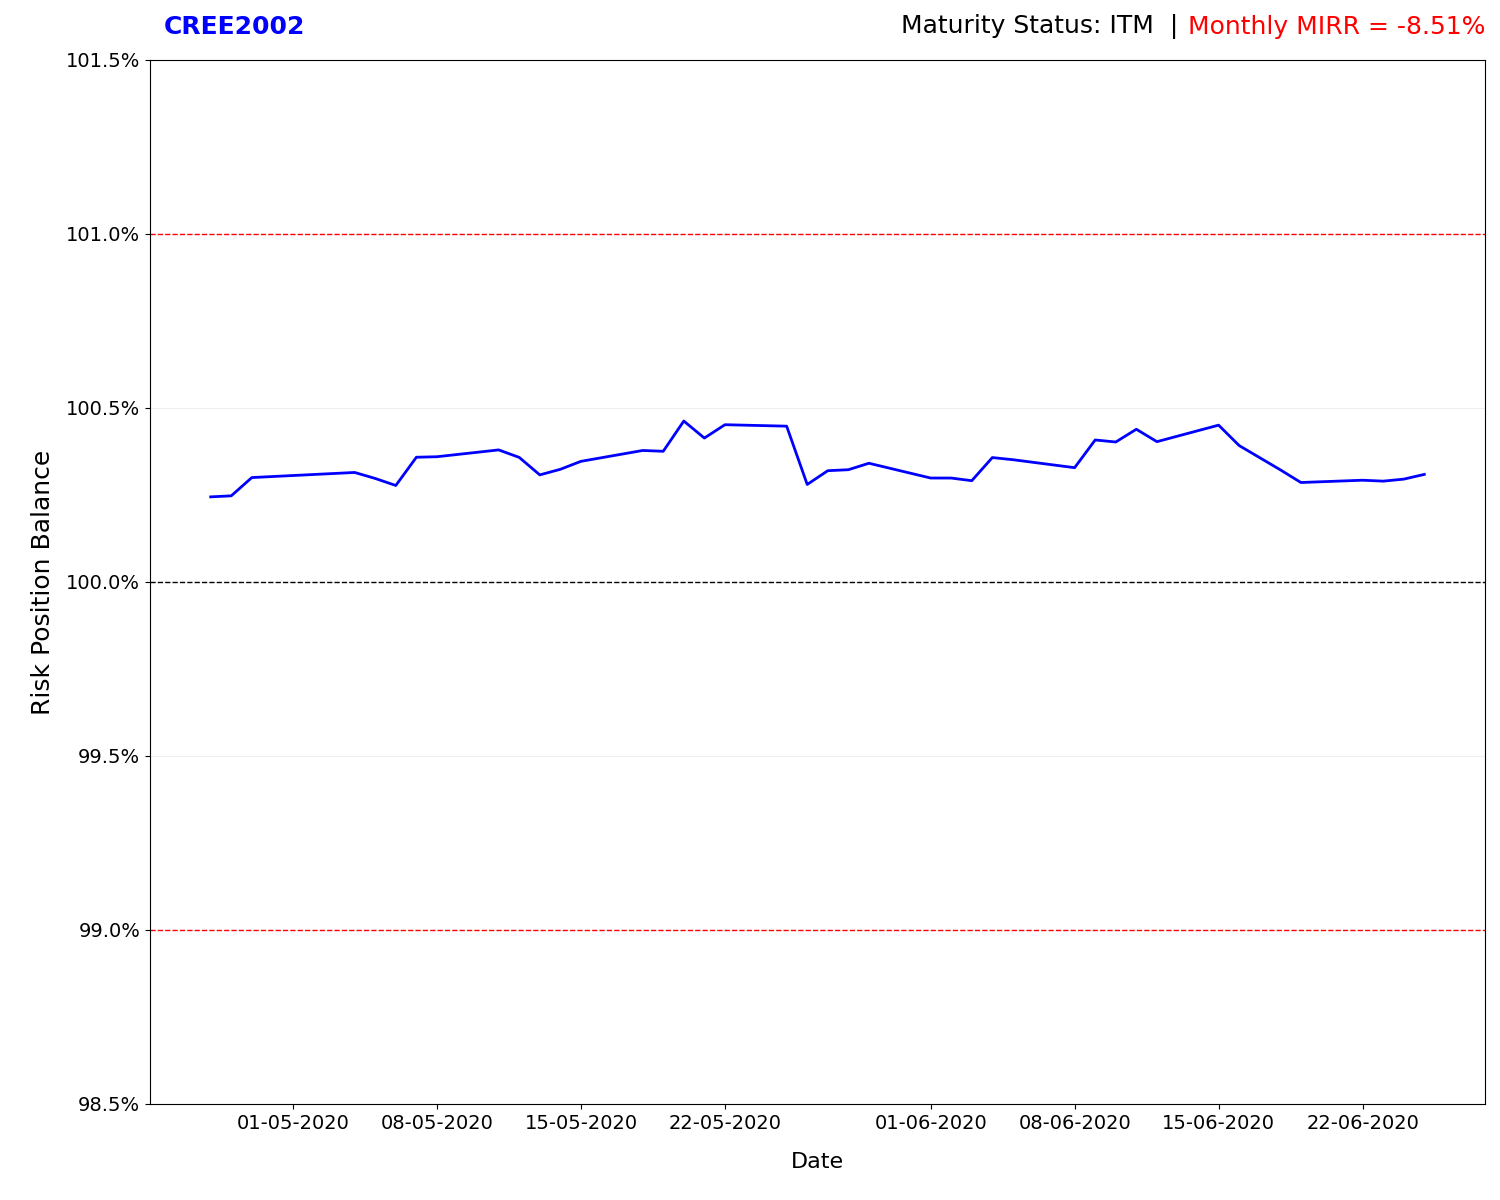 CREE2002
Maturity Status: ITM | Monthly MIRR = -8.51%
101.5%
101.0%
100.5%
100.0%
99.5%
99.0%
98.5%
Risk Position Balance
01-05-2020 08-05-2020 15-05-2020 22-05-2020 01-06-2020 08-06-2020 15-06-2020 22-06-2020
Date